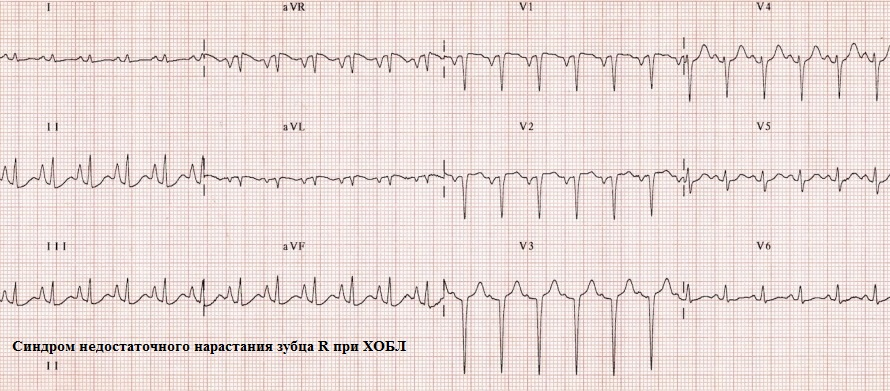 I aVR V1 V4
II aVL V2 V5
III aVF V3 V6
Синдром недостаточного нарастания зубца R при ХОБЛ
II